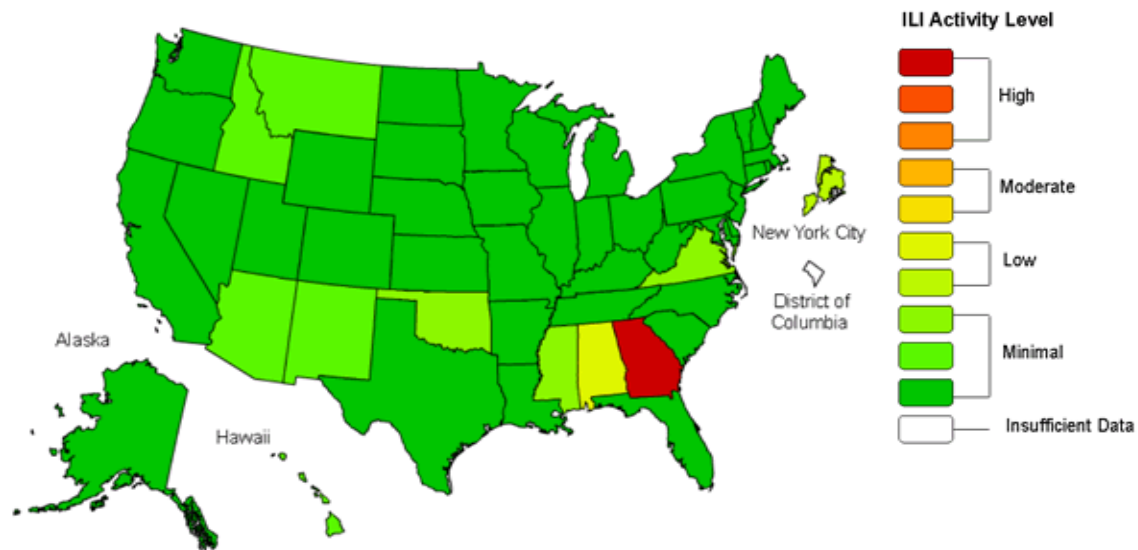 ILI Activity Level
High
Moderate
New York City
Low
District of
Columbia
Alaska
Minimal
Hawaii
Insufficient Data